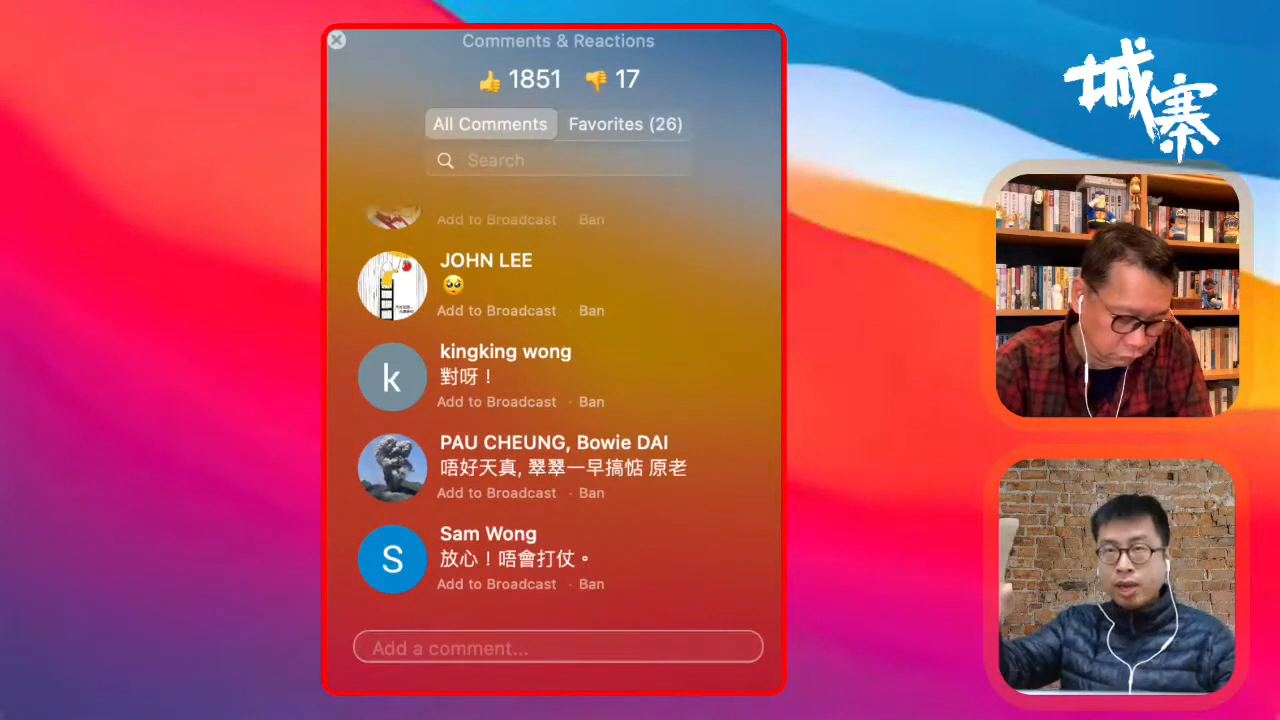 Comments & Reactions
👍 1851 👎 17
All Comments
Favorites (26)
Search
Add to Broadcast Ban
JOHN LEE
🥺
Add to Broadcast · Ban
kingking wong
對呀！
Add to Broadcast · Ban
PAU CHEUNG, Bowie DAI
唔好天真, 翠翠一早搞惦 原老
Add to Broadcast · Ban
Sam Wong
放心！唔會打仗。
Add to Broadcast · Ban
Add a comment...
城寨